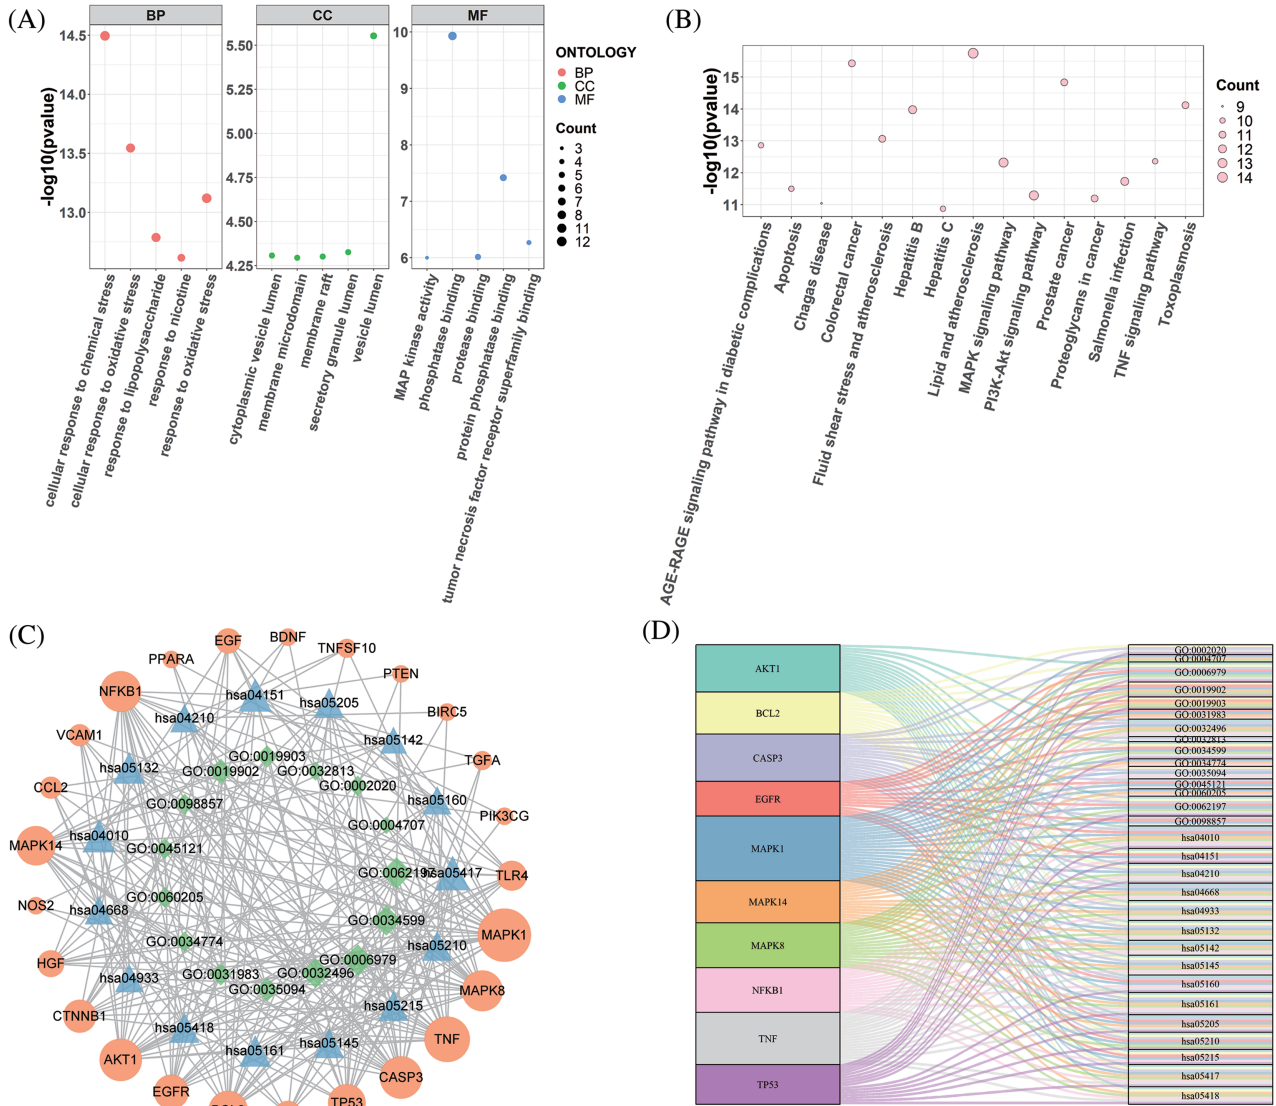 (A)
BP
CC
MF
-log10(pvalue)
14.5
14.0
13.5
13.0
5.50
5.25
5.00
4.75
4.50
4.25
10
9
8
7
6
cellular response to chemical stress
cellular response to oxidative stress
response to lipopolysaccharide
response to nicotine
response to oxidative stress
cytoplasmic vesicle lumen
membrane microdomain
membrane raft
secretory granule lumen
vesicle lumen
MAP kinase activity
phosphatase binding
protease binding
protein phosphatase binding
tumor necrosis factor receptor superfamily binding
ONTOLOGY
BP
CC
MF
Count
3
4
5
6
7
8
11
12
(B)
-log10(pvalue)
15
14
13
12
11
AGE-RAGE signaling pathway in diabetic complications
Apoptosis
Chagas disease
Colorectal cancer
Fluid shear stress and atherosclerosis
Hepatitis B
Hepatitis C
Lipid and atherosclerosis
MAPK signaling pathway
PI3K-Akt signaling pathway
Prostate cancer
Proteoglycans in cancer
Salmonella infection
TNF signaling pathway
Toxoplasmosis
Count
9
10
11
12
13
14
(C)
EGF
BDNF
TNFSF10
PPARA
PTEN
NFKB1
hsa04151
hsa05205
BIRC5
hsa04210
VCAM1
hsa05142
GO:0019903
TGFA
hsa05132
GO:0019902
GO:0032813
GO:0002020
CCL2
GO:0098857
hsa05160
PIK3CG
GO:0004707
MAPK14
hsa04010
GO:0045121
GO:0062197
hsa05417
TLR4
NOS2
hsa04668
GO:0060205
GO:0034599
MAPK1
GO:0034774
hsa05210
HGF
hsa04933
GO:0031983
GO:0032496
GO:0006979
GO:0035094
MAPK8
CTNNB1
hsa05215
hsa05418
TNF
AKT1
hsa05161
hsa05145
EGFR
CASP3
TP53
(D)
AKT1
BCL2
CASP3
EGFR
MAPK1
MAPK14
MAPK8
NFKB1
TNF
TP53
GO:0002020
GO:0004707
GO:0006979
GO:0019902
GO:0019903
GO:0031983
GO:0032496
GO:0032813
GO:0034599
GO:0034774
GO:0035094
GO:0045121
GO:0060205
GO:0062197
GO:0098857
hsa04010
hsa04151
hsa04210
hsa04668
hsa04933
hsa05132
hsa05142
hsa05145
hsa05160
hsa05161
hsa05205
hsa05210
hsa05215
hsa05417
hsa05418